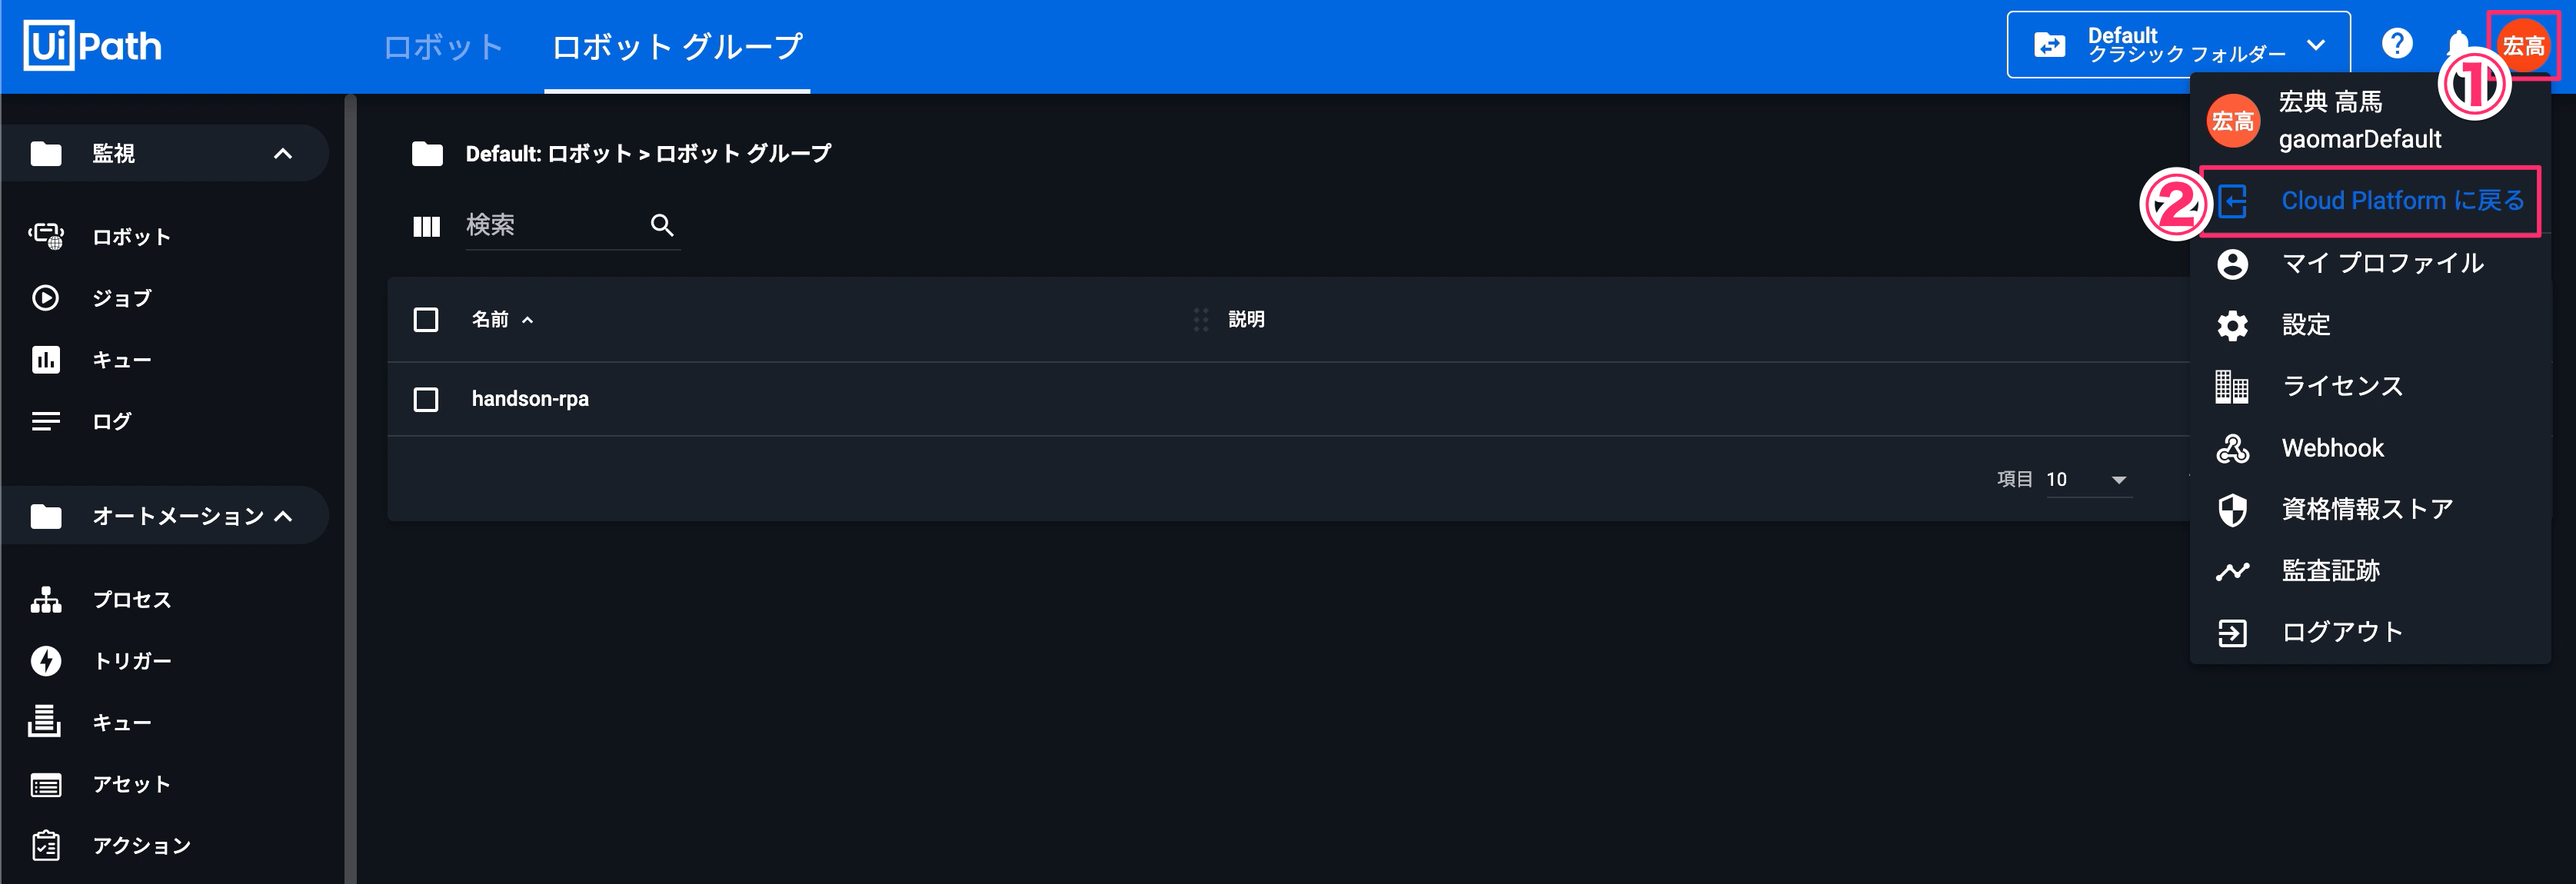 UiPath
ロボット
ロボット グループ
Default
クラシック フォルダー
宏高
①
監視
ロボット
ジョブ
キュー
ログ
オートメーション
プロセス
トリガー
キュー
アセット
アクション
Default: ロボット > ロボット グループ
検索
名前
説明
handson-rpa
項目 10
宏高
宏典 高馬
gaomarDefault
②
Cloud Platform に戻る
マイ プロファイル
設定
ライセンス
Webhook
資格情報ストア
監査証跡
ログアウト